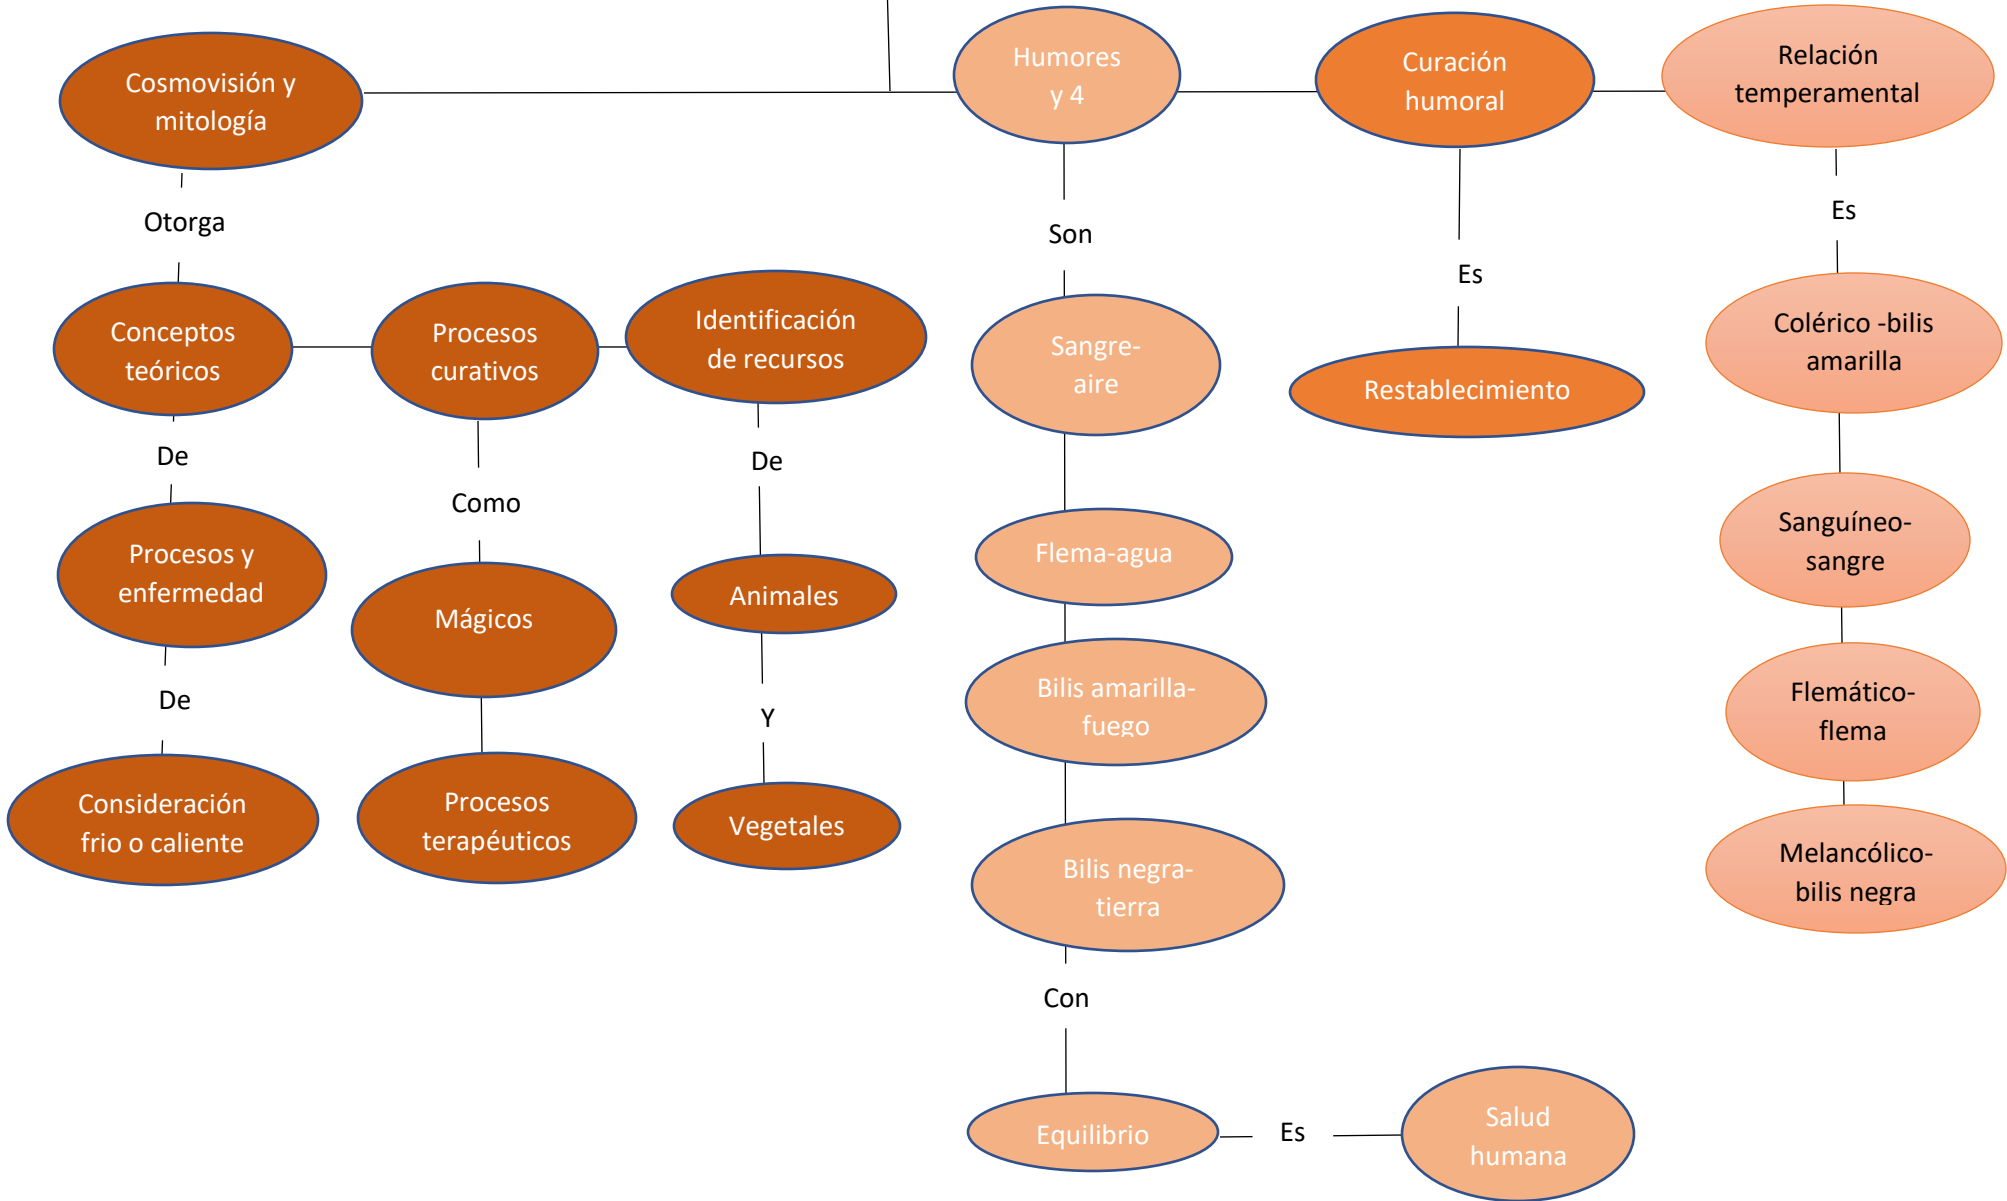 Cosmovisión y
mitología
Humores
y 4
Curación
humoral
Relación
temperamental
Otorga
Son
Es
Es
Conceptos
teóricos
Procesos
curativos
Identificación
de recursos
Sangre-
aire
Restablecimiento
Colérico -bilis
amarilla
De
Como
De
Procesos y
enfermedad
Mágicos
Animales
Flema-agua
Sanguíneo-
sangre
De
Y
Bilis amarilla-
fuego
Flemático-
flema
Consideración
frio o caliente
Procesos
terapéuticos
Vegetales
Bilis negra-
tierra
Melancólico-
bilis negra
Con
Equilibrio
Es
Salud
humana